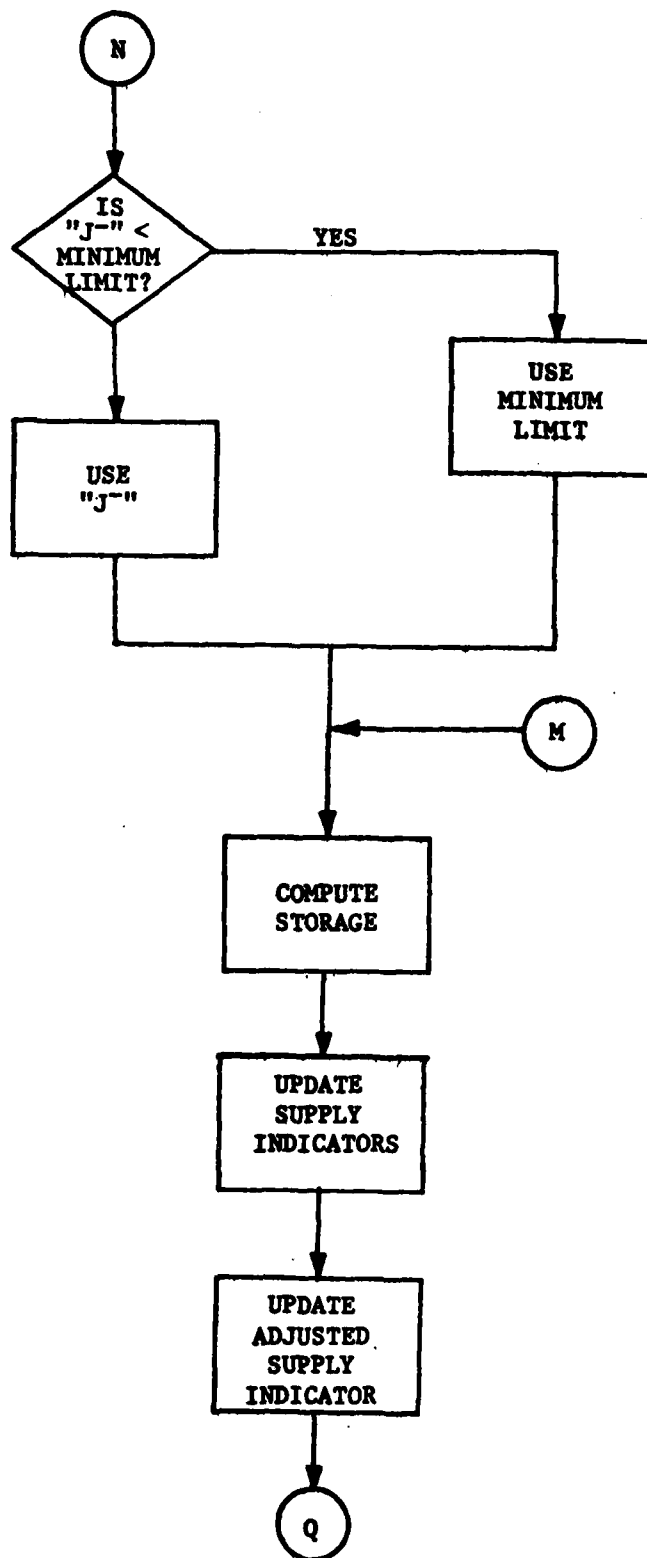 N
IS
"J-" <
MINIMUM
LIMIT?
YES
USE
MINIMUM
LIMIT
USE
"J-"
M
COMPUTE
STORAGE
UPDATE
SUPPLY
INDICATORS
UPDATE
ADJUSTED
SUPPLY
INDICATOR
Q